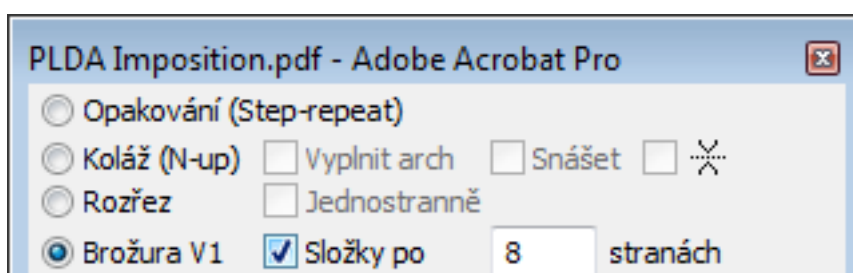 PLDA Imposition.pdf - Adobe Acrobat Pro
Opakování (Step-repeat)
Koláž (N-up) Vyplnit arch Snášet
Rozřez Jednostranně
Brožura V1 Složky po 8 stranách